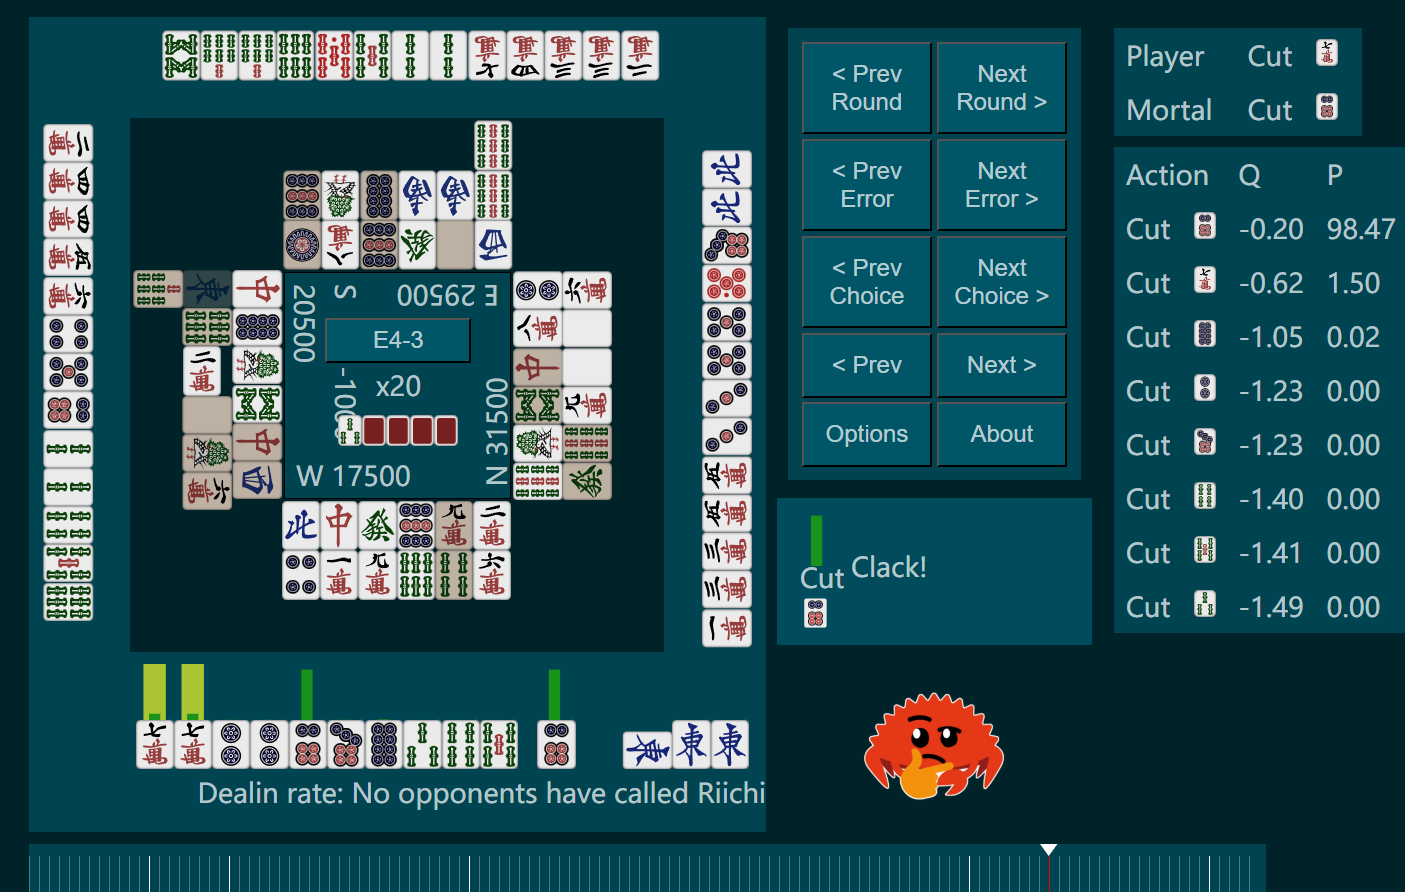 < Prev
Round
Next
Round >
< Prev
Error
Next
Error >
< Prev
Choice
Next
Choice >
< Prev
Next >
Options
About
Player Cut
Mortal Cut
Action Q P
Cut -0.20 98.47
Cut -0.62 1.50
Cut -1.05 0.02
Cut -1.23 0.00
Cut -1.23 0.00
Cut -1.40 0.00
Cut -1.41 0.00
Cut -1.49 0.00
S 20500
E 29500
E4-3
x20
N 31500
W 17500
Cut
Clack!
Dealin rate: No opponents have called Riichi